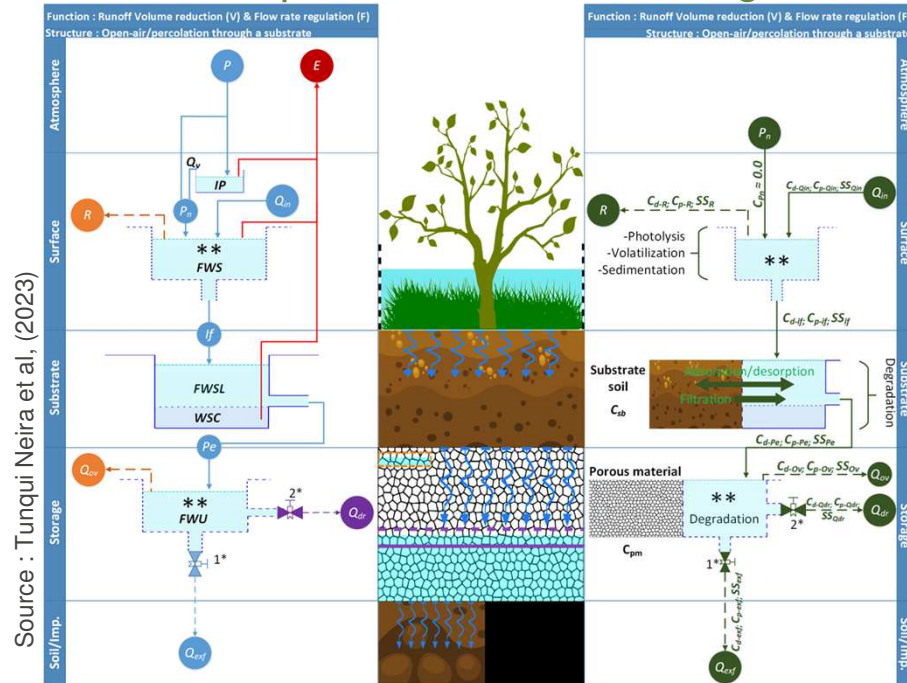 Function : Runoff Volume reduction (V) & Flow rate regulation (F)
Structure : Open-air/percolation through a substrate
Function : Runoff Volume reduction (V) & Flow rate regulation (F
Structure : Open-air/percolation through a substrat
Atmosphere
P
E
Surface
Qv
IP
Pn
Qin
R
**
FWS
If
Substrate
FWSL
WSC
Pe
Storage
Qov
**
FWU
2*
Qdr
1*
Soil/Imp.
Qexf
Source : Tunqui Neira et al, (2023)
Atmosphere
Pn
CPn ≈ 0.0
Cd-Qin; Cp-Qin; SSQin
Qin
Cd-R; Cp-R; SSR
R
Surface
-Photolysis
-Volatilization
-Sedimentation
**
Cd-If; Cp-if; SSif
Substrate
Substrate
soil
Csb
Adsorption/desorption
Filtration
Degradation
Cd-Pe; Cp-Pe; SSPe
Storage
Porous material
Cpm
Cd-Ov; Cp-Ov; SSOv
Qov
**
Degradation
Cd-Qdr; Cp-Qdr;
SSQdr
Qdr
2*
1*
Cd-exf; Cp-exf; SSexf
Qexf
Soil/Imp.